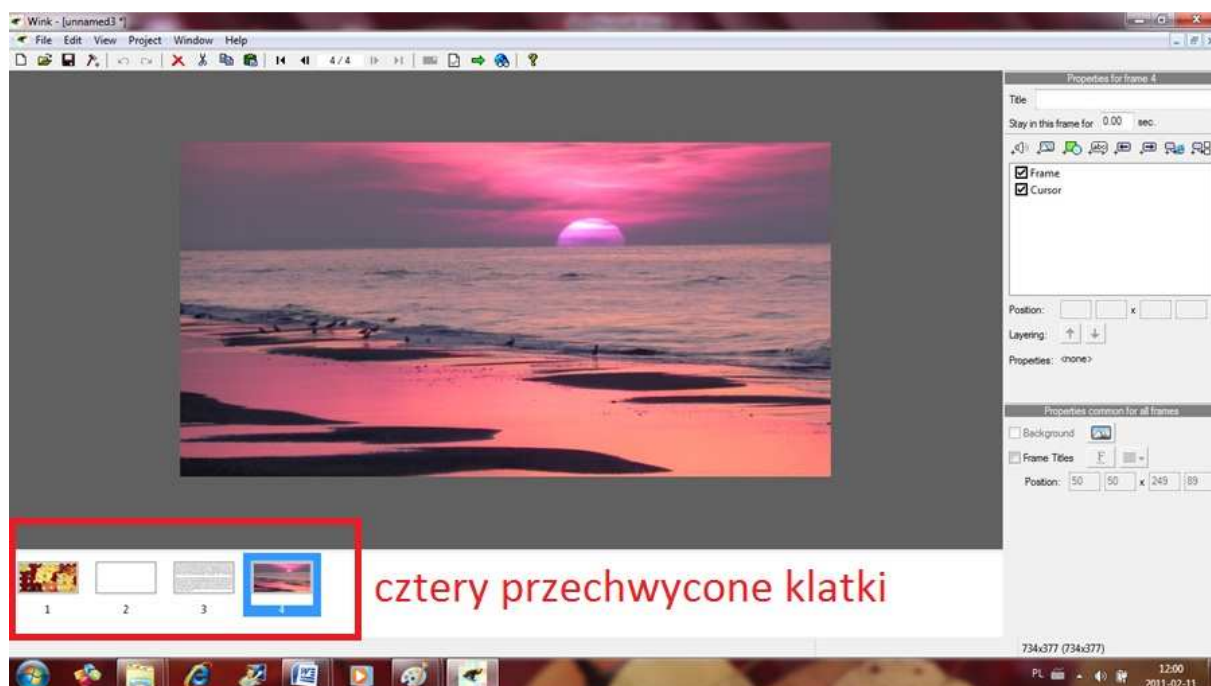 Wink - [unnamed3 *]
File Edit View Project Window Help
4/4
Properties for frame 4
Title
Stay in this frame for 0.00 sec.
Frame
Cursor
Position: x
Layering:
Properties: <none>
Properties common for all frames
Background
Frame Titles
Position: 50 50 x 249 89
1 2 3 4
cztery przechwycone klatki
734x377 (734x377)
PL 12:00
2011-02-11